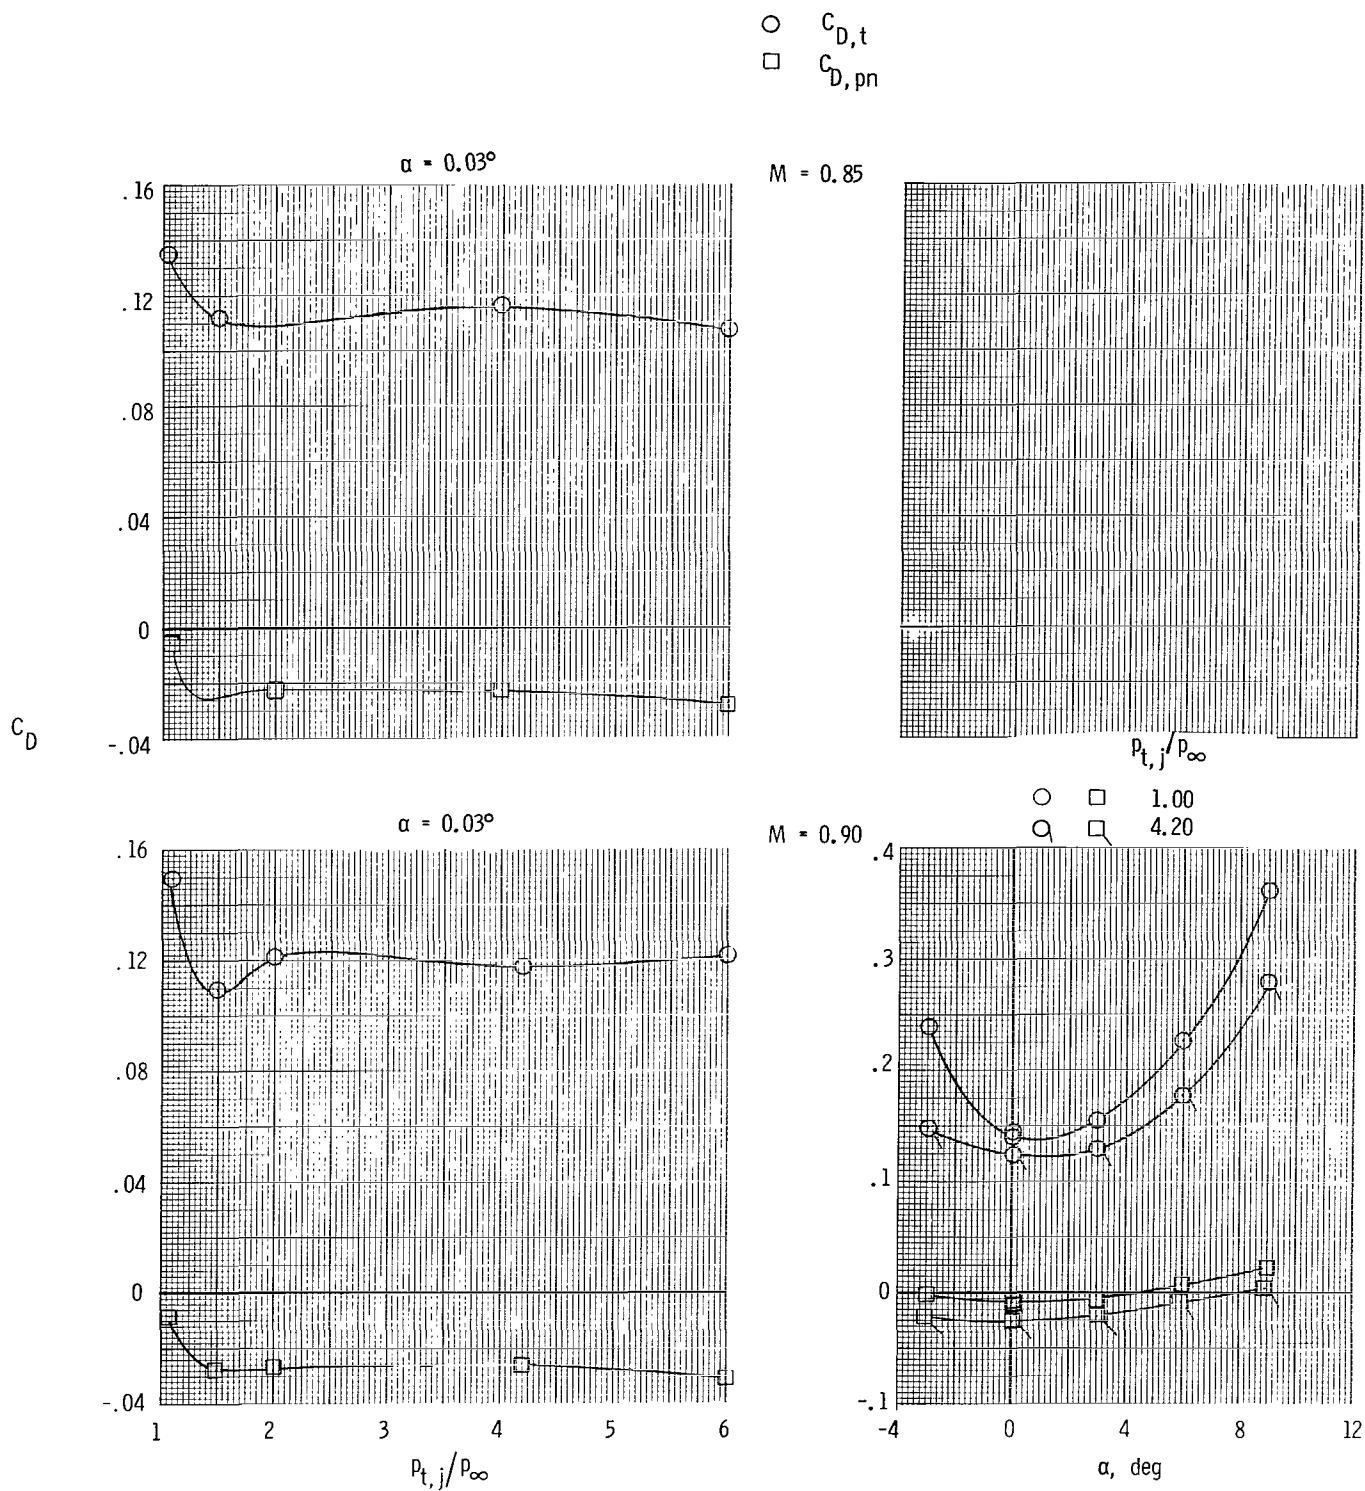 C_D,t
C_D,pn
α = 0.03°
M = 0.85
.16
.12
.08
.04
0
-.04
C_D
p_t,j/p_∞
1.00
4.20
α = 0.03°
M = 0.90
.16
.12
.08
.04
0
-.04
1 2 3 4 5 6
p_t,j/p_∞
.4
.3
.2
.1
0
-.1
-4 0 4 8 12
α, deg